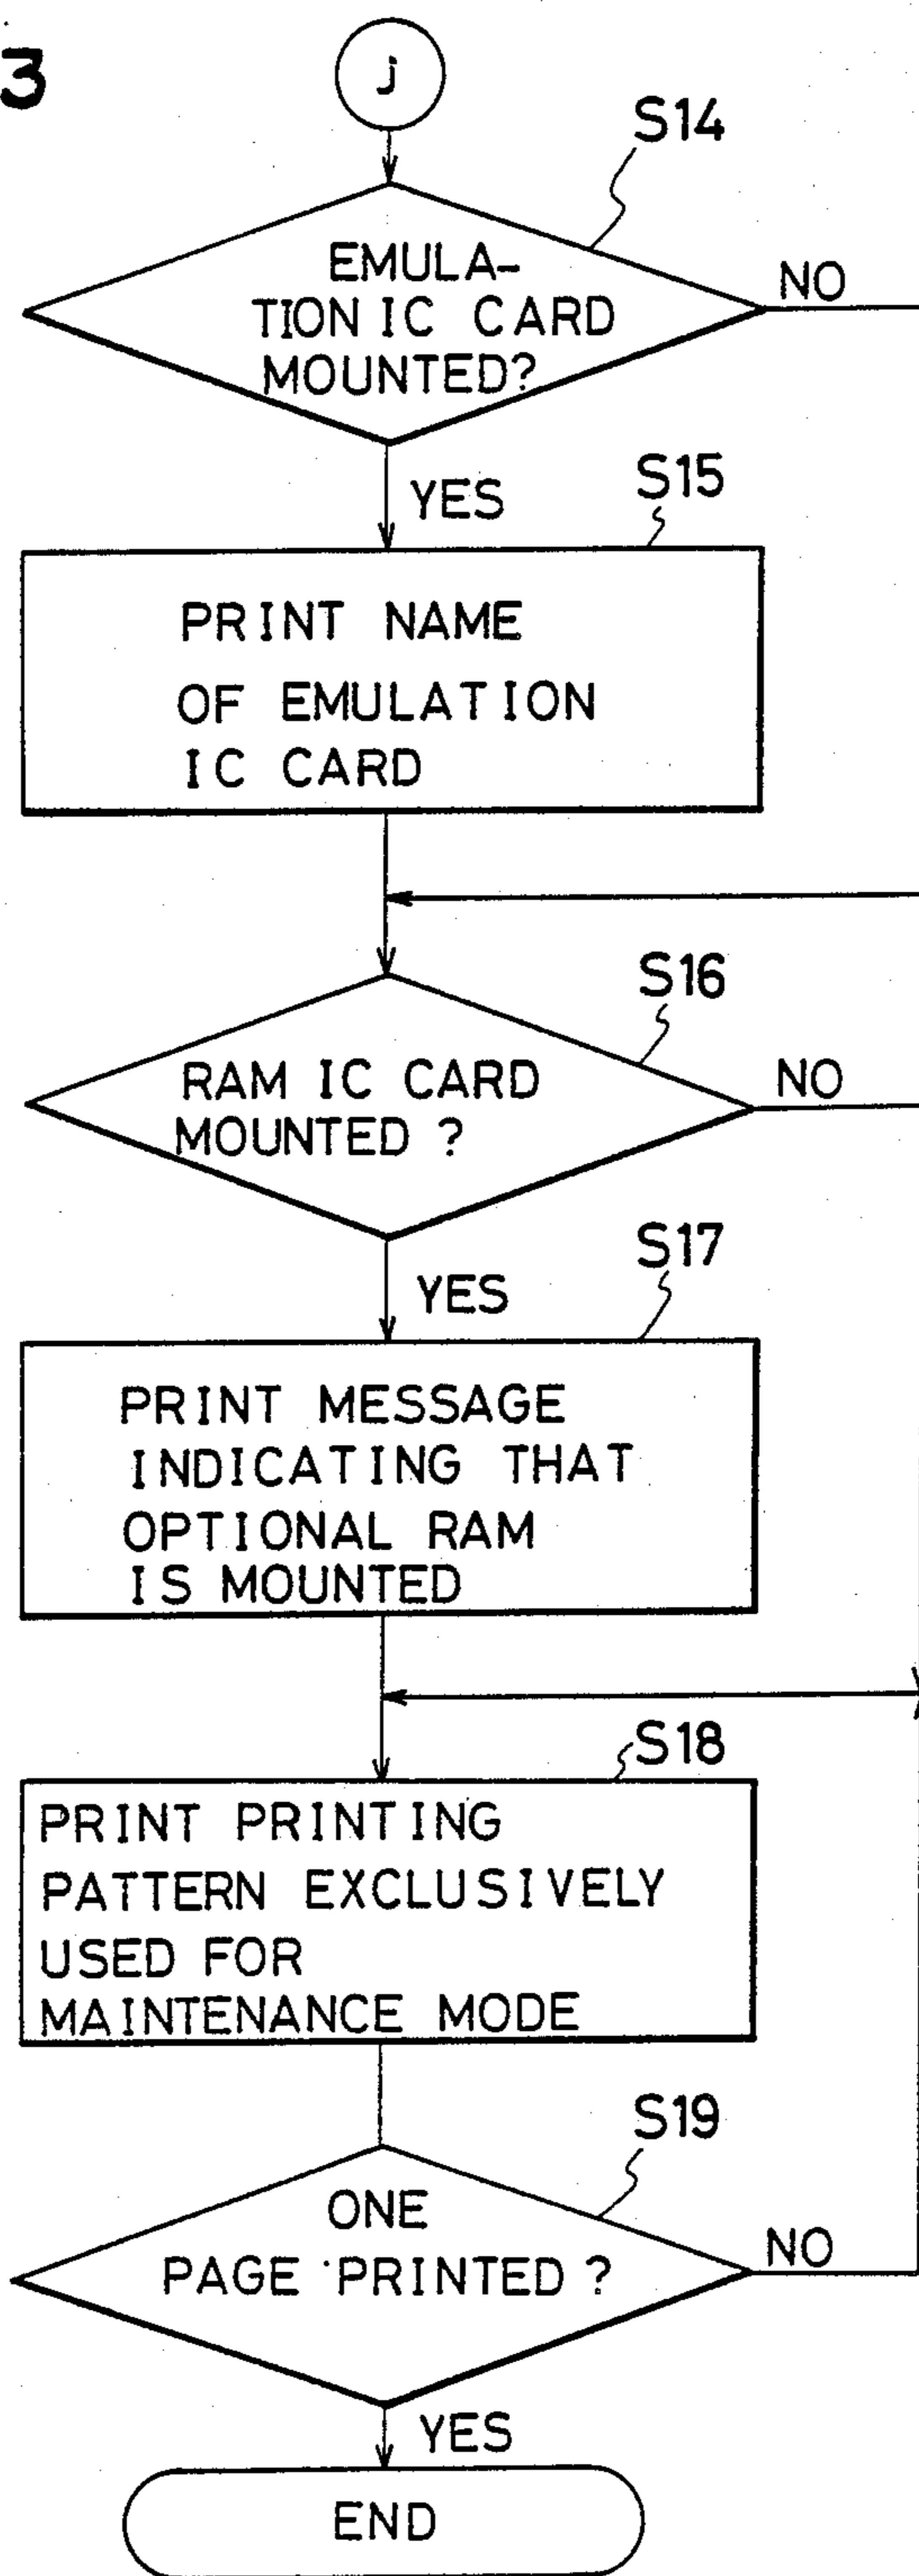 3
j
S14
EMULA-
TION IC CARD
MOUNTED?
NO
YES
S15
PRINT NAME
OF EMULATION
IC CARD
S16
RAM IC CARD
MOUNTED ?
NO
S17
YES
PRINT MESSAGE
INDICATING THAT
OPTIONAL RAM
IS MOUNTED
S18
PRINT PRINTING
PATTERN EXCLUSIVELY
USED FOR
MAINTENANCE MODE
S19
ONE
PAGE PRINTED ?
NO
YES
END